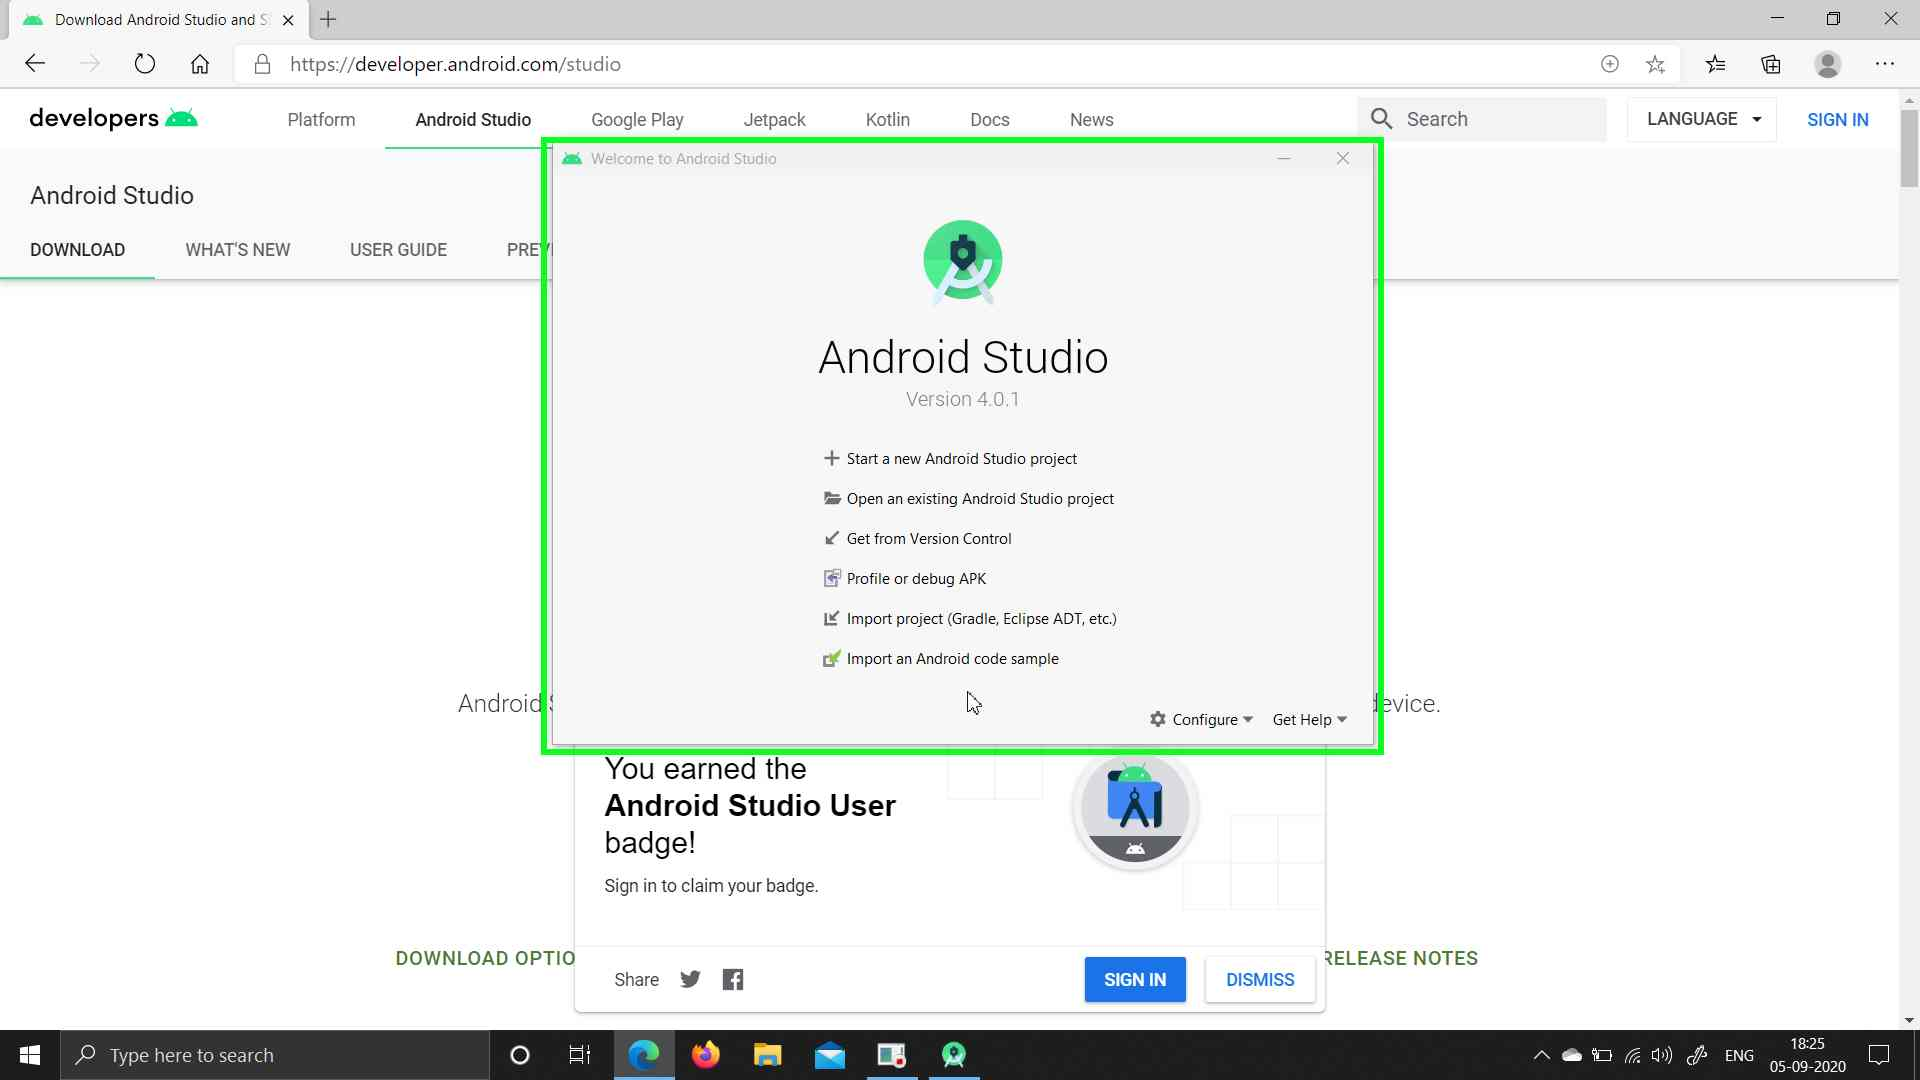 Download Android Studio and S
https://developer.android.com/studio
developers
Platform
Android Studio
Google Play
Jetpack
Kotlin
Docs
News
Search
LANGUAGE
SIGN IN
Android Studio
DOWNLOAD
WHAT'S NEW
USER GUIDE
PREV
Welcome to Android Studio
Android Studio
Version 4.0.1
Start a new Android Studio project
Open an existing Android Studio project
Get from Version Control
Profile or debug APK
Import project (Gradle, Eclipse ADT, etc.)
Import an Android code sample
Configure
Get Help
Android
device.
You earned the
Android Studio User
badge!
Sign in to claim your badge.
DOWNLOAD OPTIO
RELEASE NOTES
Share
SIGN IN
DISMISS
Type here to search
ENG
18:25
05-09-2020